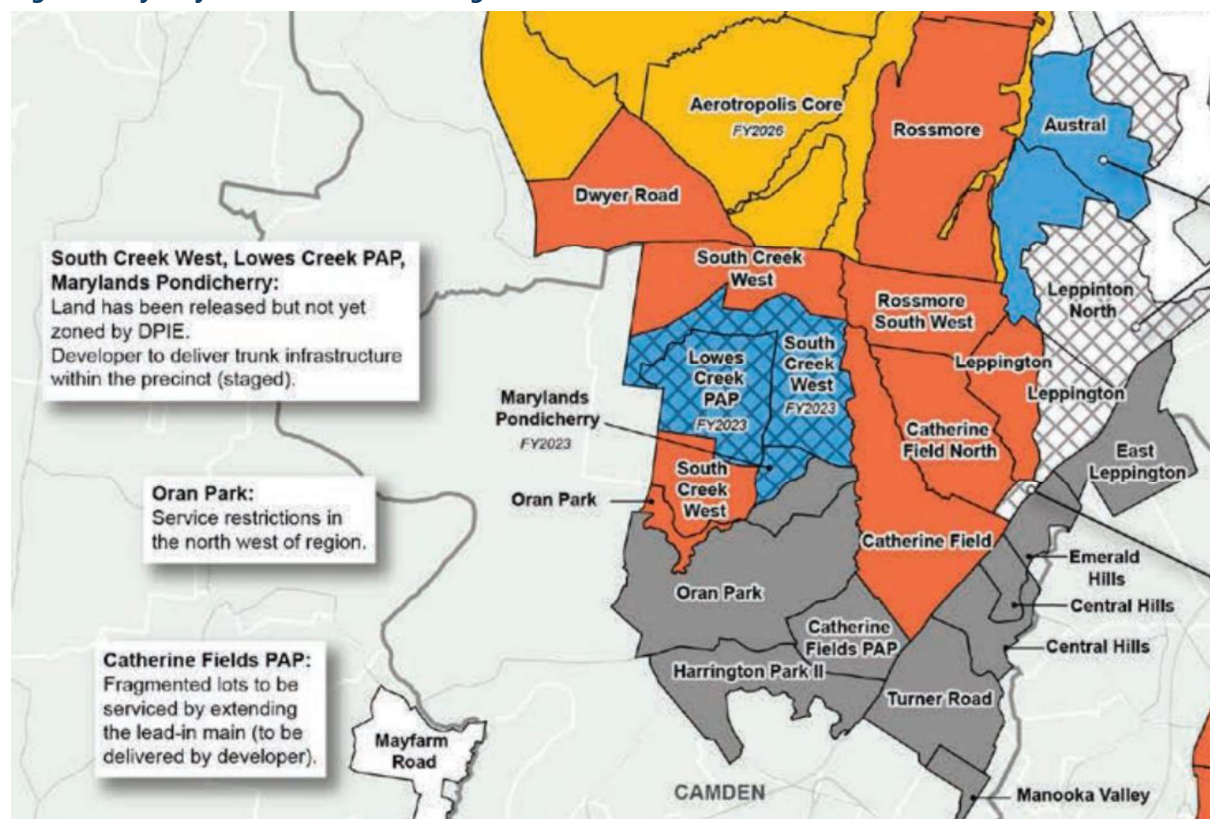 Aerotropolis Core
FY2026
Rossmore
Austral
Dwyer Road
South Creek West, Lowes Creek PAP,
Marylands Pondicherry:
Land has been released but not yet
zoned by DPIE.
Developer to deliver trunk infrastructure
within the precinct (staged).
South Creek
West
Rossmore
South West
Leppinton
North
Lowes
Creek
PAP
FY2023
South
Creek
West
FY2023
Leppington
Leppington
Marylands
Pondicherry
FY2023
Catherine
Field North
East
Leppington
South
Creek
West
Oran Park
Oran Park:
Service restrictions in
the north west of region.
Catherine Field
Emerald
Hills
Central Hills
Oran Park
Catherine
Fields PAP
Central Hills
Harrington Park II
Turner Road
Catherine Fields PAP:
Fragmented lots to be
serviced by extending
the lead-in main (to be
delivered by developer).
Mayfarm
Road
CAMDEN
Manooka Valley